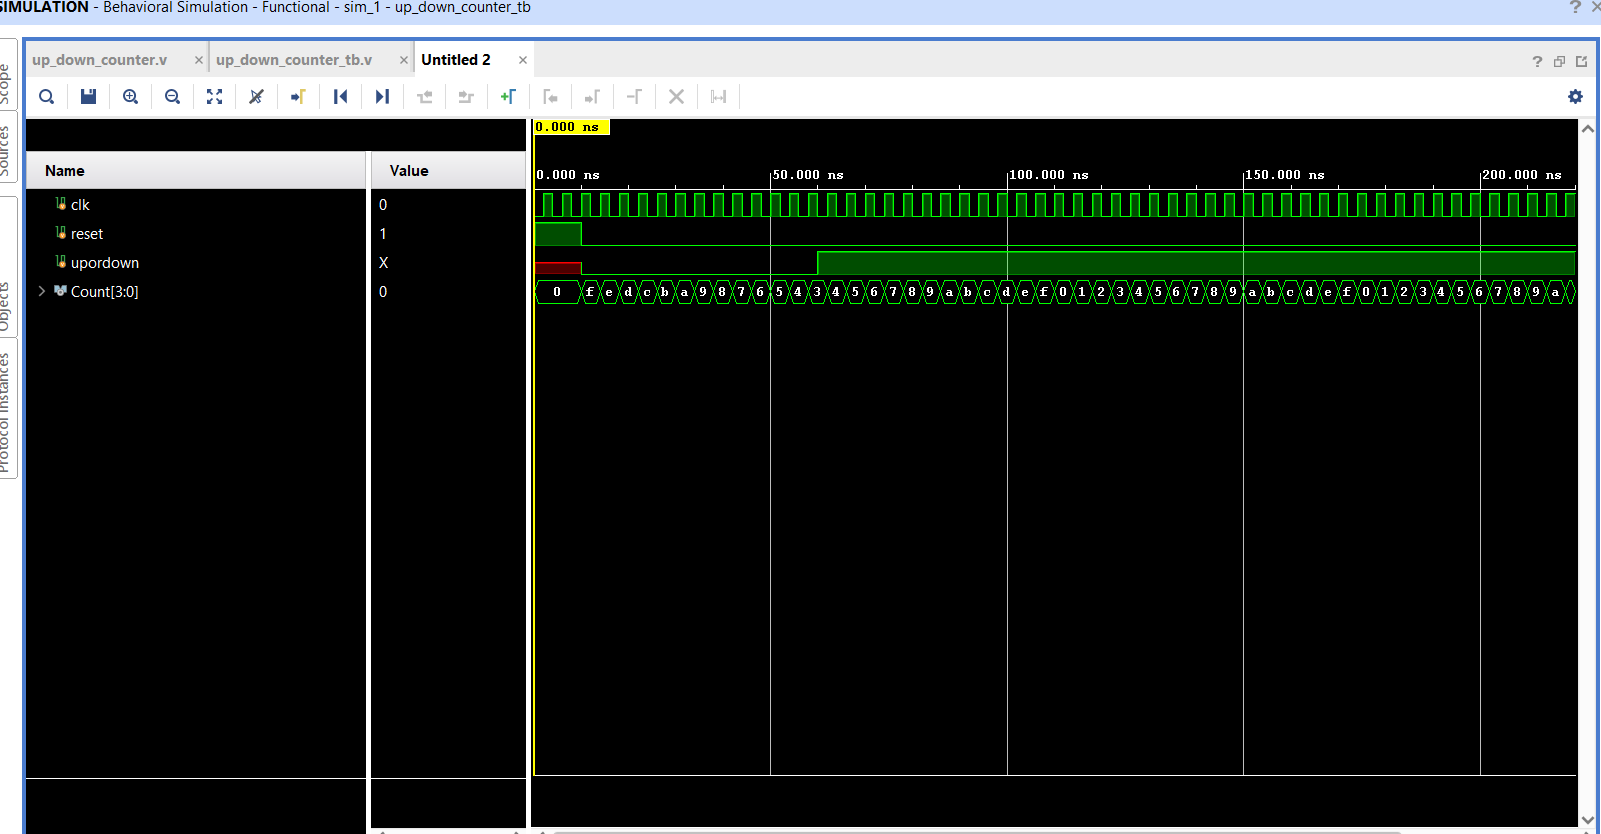 SIMULATION - Behavioral Simulation - Functional - sim_1 - up_down_counter_tb
? ×
up_down_counter.v × up_down_counter_tb.v × Untitled 2 ×
?
Scope
Sources
Objects
Protocol Instances
0.000 ns
Name Value
0.000 ns 50.000 ns 100.000 ns 150.000 ns 200.000 ns
clk 0
reset 1
upordown X
Count[3:0] 0 0 f e d c b a 9 8 7 6 5 4 3 4 5 6 7 8 9 a b c d e f 0 1 2 3 4 5 6 7 8 9 a b c d e f 0 1 2 3 4 5 6 7 8 9 a